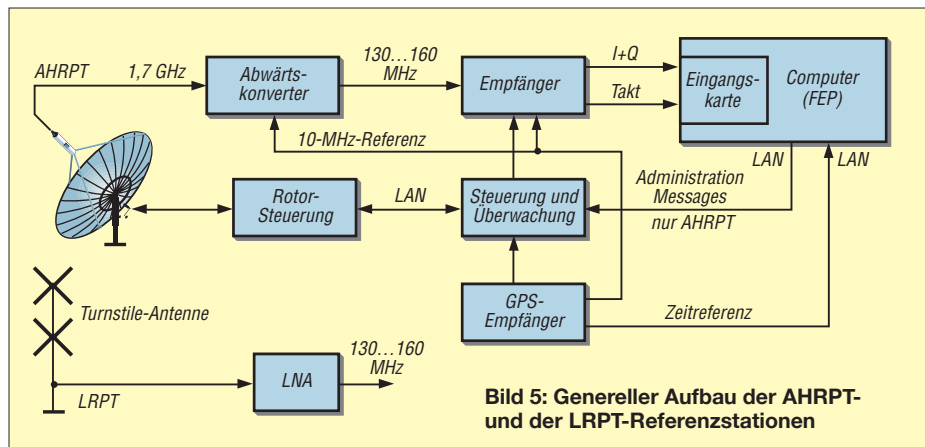 AHRPT
1,7 GHz
Abwärts-
konverter
130...160
MHz
Empfänger
I+Q
Takt
Eingangs-
karte
Computer
(FEP)
10-MHz-Referenz
LAN
LAN
Rotor-
Steuerung
LAN
Steuerung und
Überwachung
Administration
Messages
nur AHRPT
Turnstile-Antenne
GPS-
Empfänger
Zeitreferenz
LRPT
LNA
130...160
MHz
Bild 5: Genereller Aufbau der AHRPT-
und der LRPT-Referenzstationen